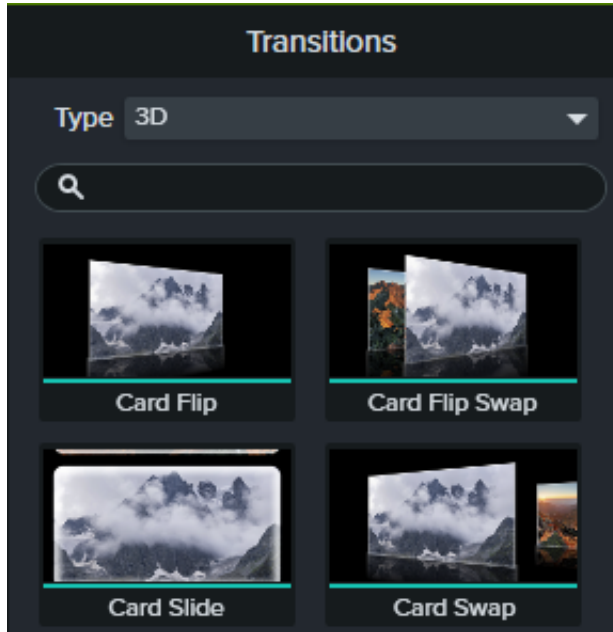 Transitions
Type 3D
Card Flip
Card Flip Swap
Card Slide
Card Swap